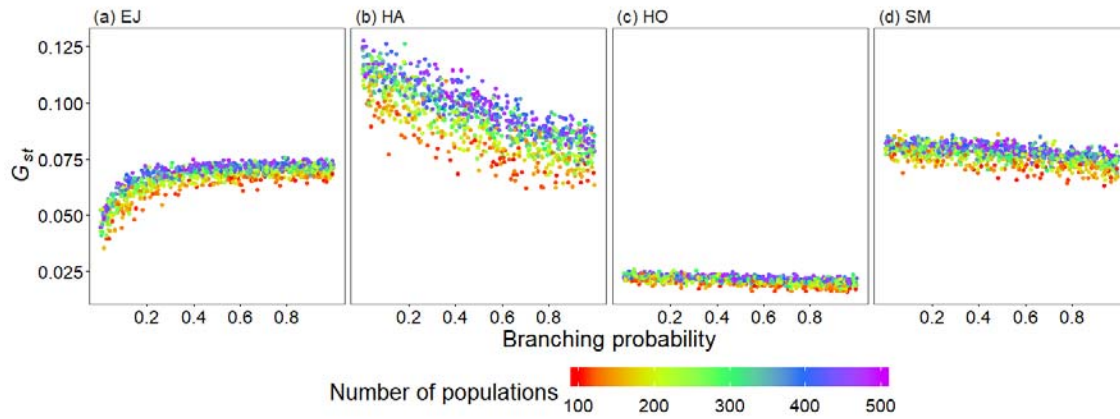 (a) EJ (b) HA (c) HO (d) SM
0.125
0.100
0.075
0.050
0.025
Gst
0.2 0.4 0.6 0.8 0.2 0.4 0.6 0.8 0.2 0.4 0.6 0.8 0.2 0.4 0.6 0.8
Branching probability
Number of populations
100 200 300 400 500